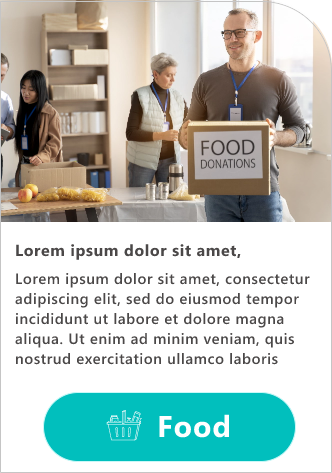 FOOD
DONATIONS
Lorem ipsum dolor sit amet,
Lorem ipsum dolor sit amet, consectetur
adipiscing elit, sed do eiusmod tempor
incididunt ut labore et dolore magna
aliqua. Ut enim ad minim veniam, quis
nostrud exercitation ullamco laboris
Food